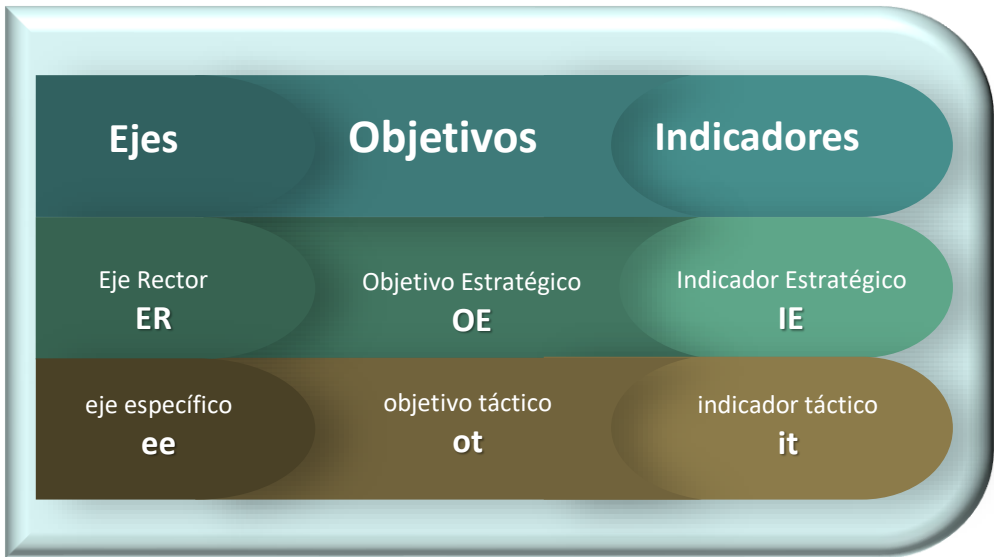 Ejes
Objetivos
Indicadores
Eje Rector
ER
Objetivo Estratégico
OE
Indicador Estratégico
IE
eje específico
ee
objetivo táctico
ot
indicador táctico
it